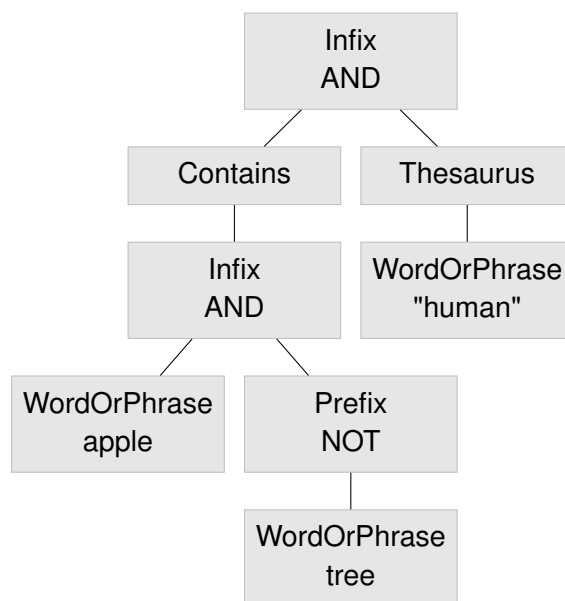 Infix
AND
Contains
Thesaurus
Infix
AND
WordOrPhrase
"human"
WordOrPhrase
apple
Prefix
NOT
WordOrPhrase
tree